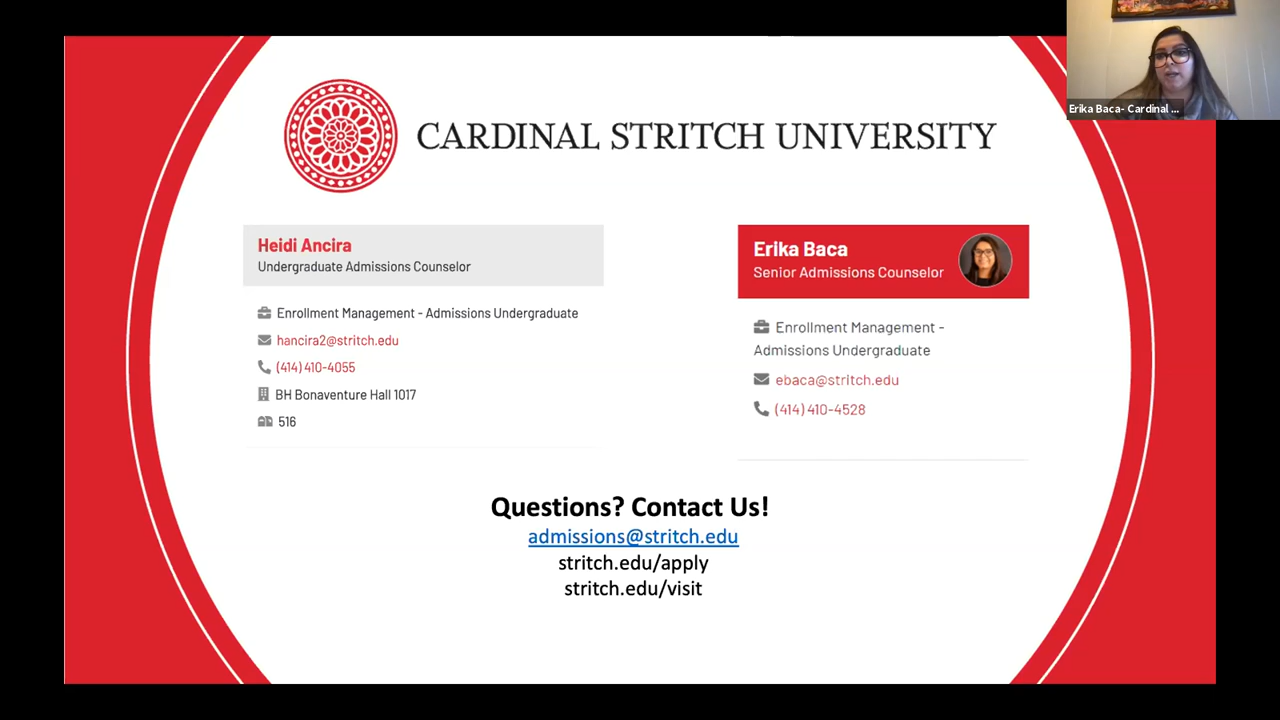 Erika Baca- Cardinal ...
CARDINAL STRITCH UNIVERSITY
Heidi Ancira
Undergraduate Admissions Counselor
Enrollment Management - Admissions Undergraduate
hancira2@stritch.edu
(414) 410-4055
BH Bonaventure Hall 1017
516
Erika Baca
Senior Admissions Counselor
Enrollment Management -
Admissions Undergraduate
ebaca@stritch.edu
(414) 410-4528
Questions? Contact Us!
admissions@stritch.edu
stritch.edu/apply
stritch.edu/visit